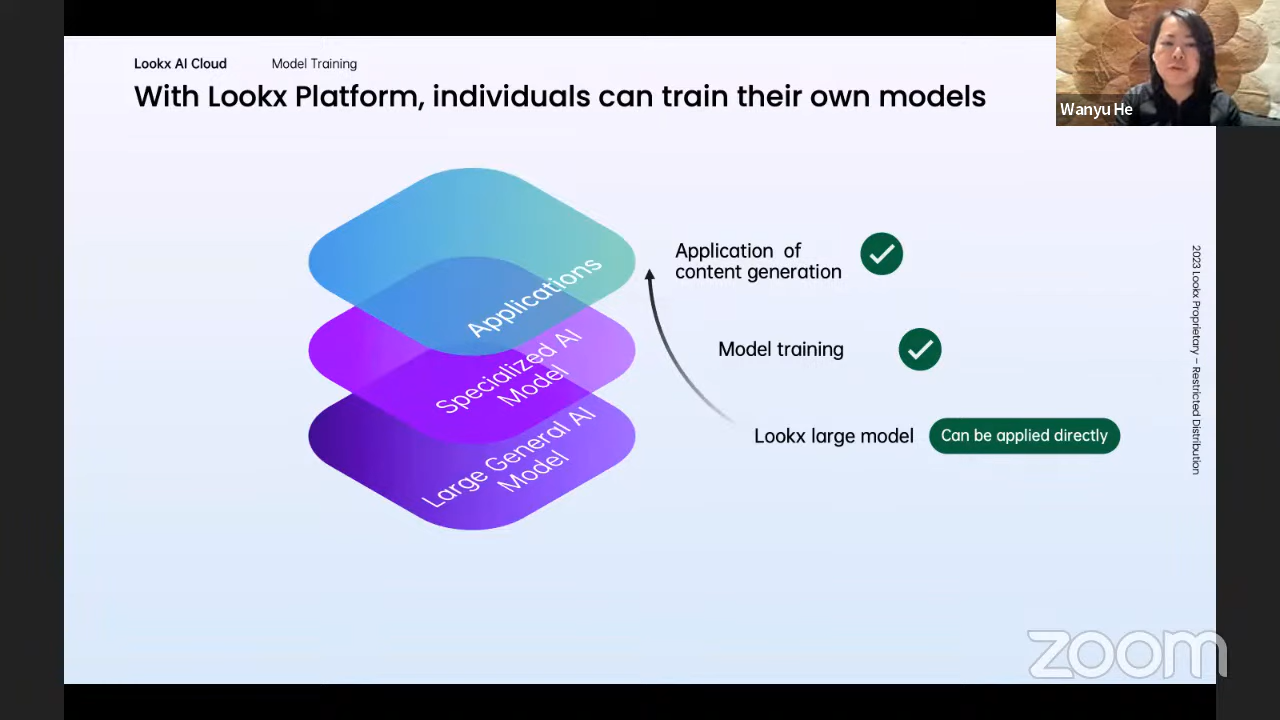 Lookx AI Cloud
Model Training
With Lookx Platform, individuals can train their own models
Wanyu He
Applications
Specialized AI
Model
Large General AI
Model
Application of
content generation
Model training
Lookx large model
Can be applied directly
2023 Lookx Proprietary – Restricted Distribution
zoom